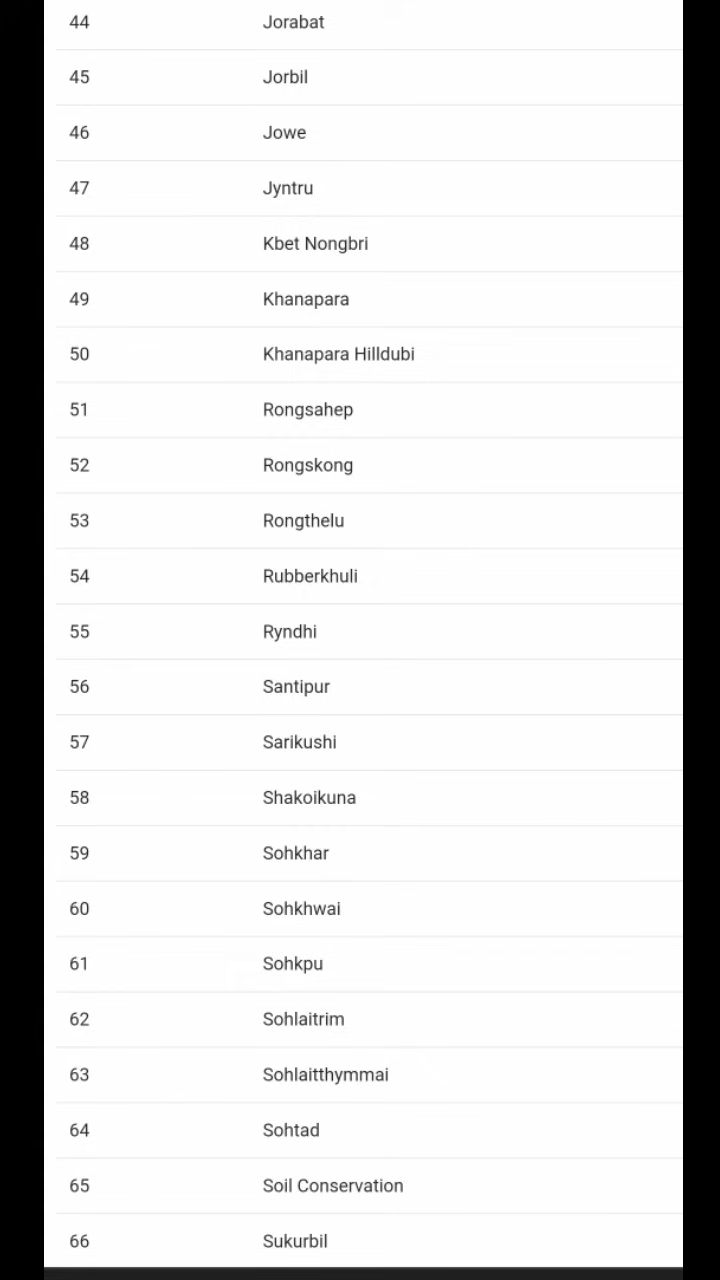 44 Jorabat
45 Jorbil
46 Jowe
47 Jyntru
48 Kbet Nongbri
49 Khanapara
50 Khanapara Hilldubi
51 Rongsahep
52 Rongskong
53 Rongthelu
54 Rubberkhuli
55 Ryndhi
56 Santipur
57 Sarikushi
58 Shakoikuna
59 Sohkhar
60 Sohkhwai
61 Sohkpu
62 Sohlaitrim
63 Sohlaitthymmai
64 Sohtad
65 Soil Conservation
66 Sukurbil